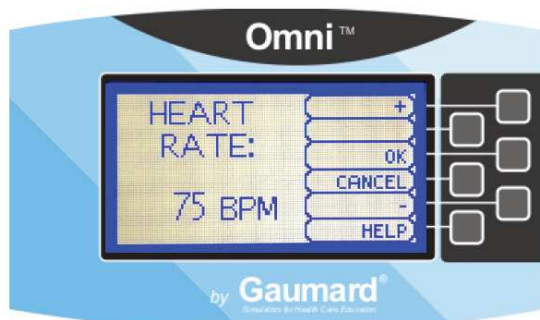 Omni™
HEART
RATE:
75 BPM
+
OK
CANCEL
-
HELP
by Gaumard®
Simulators for Health Care Education